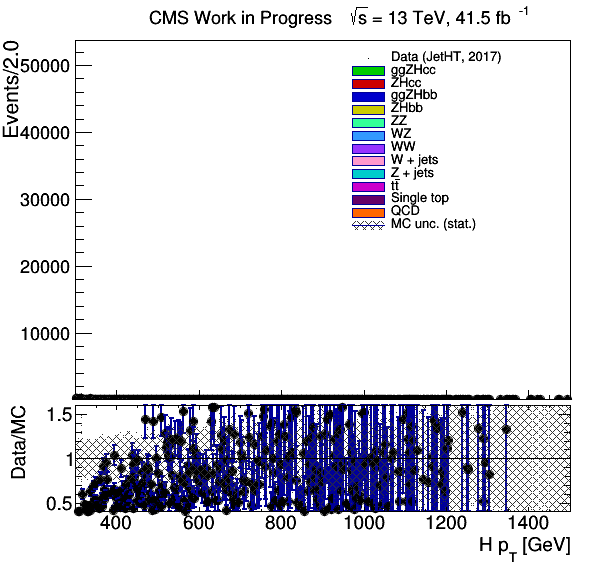 CMS Work in Progress √s = 13 TeV, 41.5 fb⁻¹
Events/2.0
50000
40000
30000
20000
10000
Data (JetHT, 2017)
ggZHcc
ZHcc
ggZHbb
ZHbb
ZZ
WZ
WW
W + jets
Z + jets
tt̄
Single top
QCD
MC unc. (stat.)
Data/MC
1.5
1
0.5
400 600 800 1000 1200 1400
H p_T [GeV]